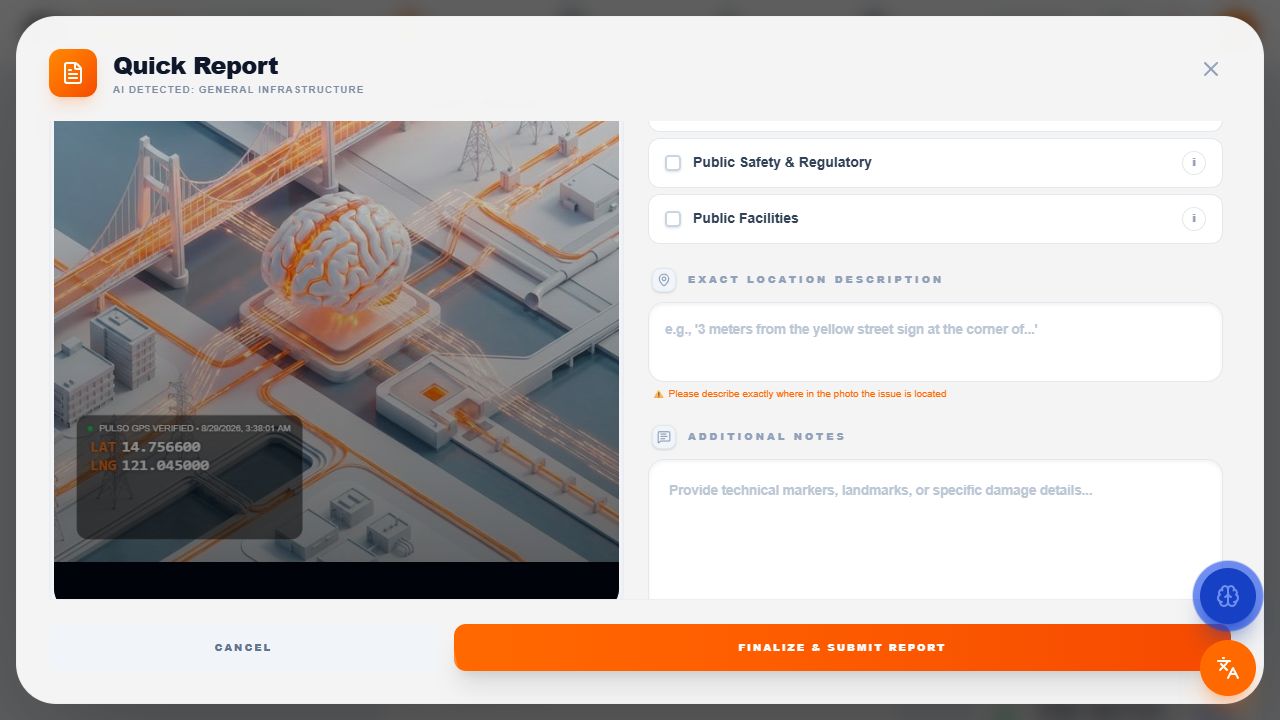 Quick Report
AI DETECTED: GENERAL INFRASTRUCTURE
PULSO GPS VERIFIED • 8/29/2026, 3:38:01 AM
LAT 14.756600
LNG 121.045000
Public Safety & Regulatory
i
Public Facilities
i
EXACT LOCATION DESCRIPTION
e.g., '3 meters from the yellow street sign at the corner of...'
Please describe exactly where in the photo the issue is located
ADDITIONAL NOTES
Provide technical markers, landmarks, or specific damage details...
CANCEL
FINALIZE & SUBMIT REPORT